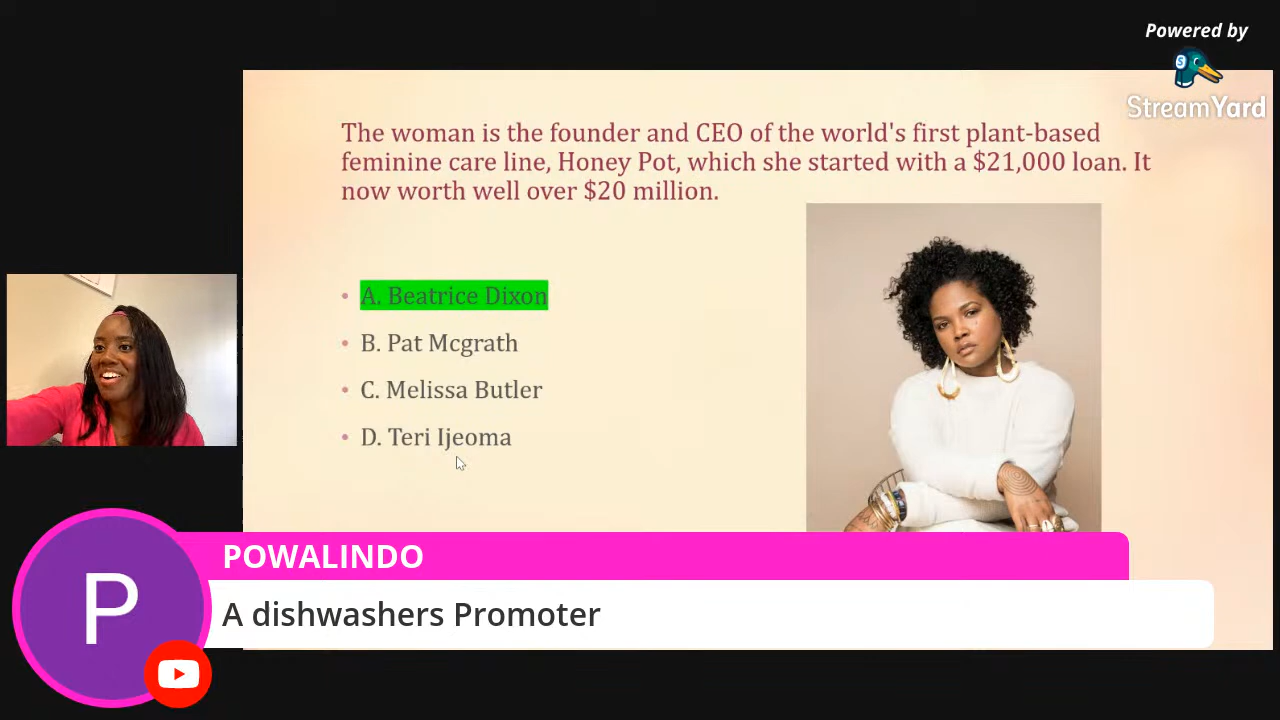 Powered by
StreamYard
The woman is the founder and CEO of the world's first plant-based
feminine care line, Honey Pot, which she started with a $21,000 loan. It
now worth well over $20 million.
• A. Beatrice Dixon
• B. Pat Mcgrath
• C. Melissa Butler
• D. Teri Ijeoma
P
POWALINDO
A dishwashers Promoter